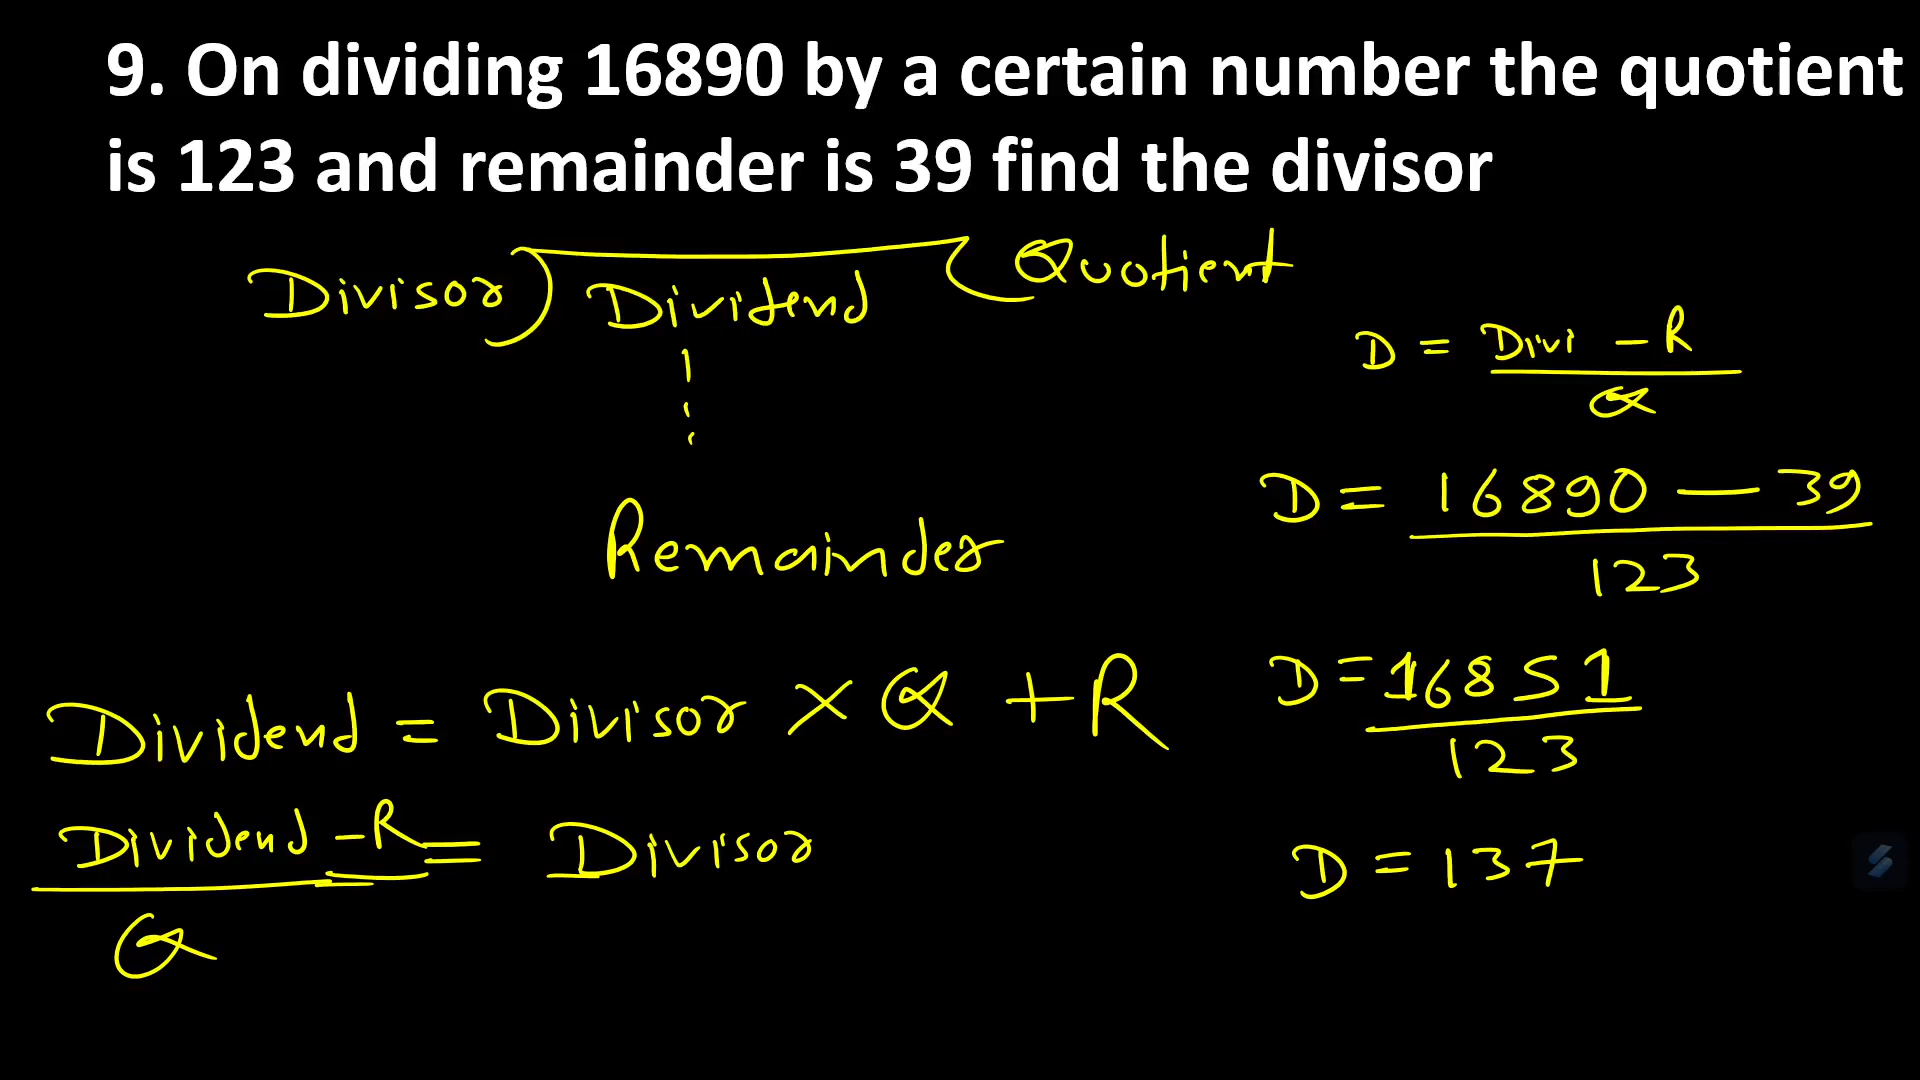 9. On dividing 16890 by a certain number the quotient
is 123 and remainder is 39 find the divisor
Divisor) Dividend ( Quotient
Remainder
Dividend = Divisor × Q + R
Dividend - R = Divisor
Q
D = Divi - R
Q
D = 16890 - 39
123
D = 16851
123
D = 137